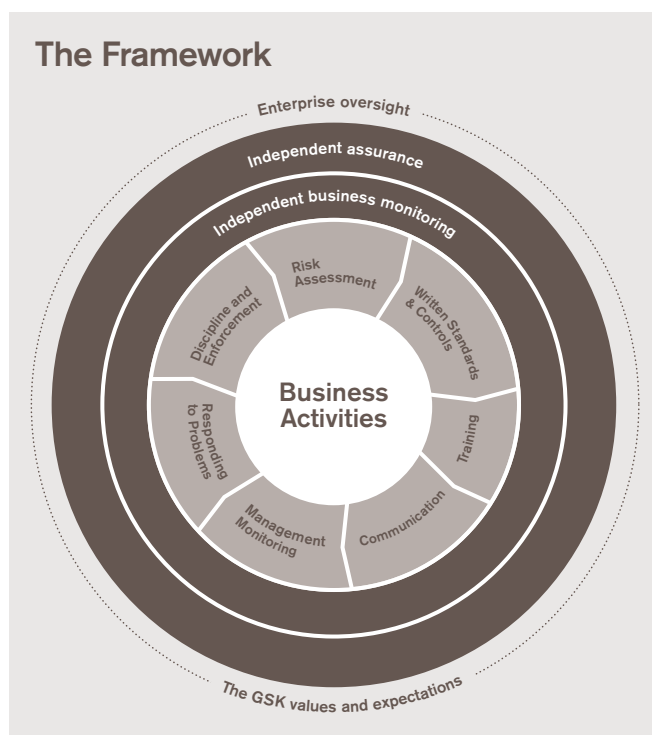 The Framework
Enterprise oversight
Independent assurance
Independent business monitoring
Risk
Assessment
Written Standards
& Controls
Training
Communication
Management
Monitoring
Responding
to Problems
Discipline and
Enforcement
Business
Activities
The GSK values and expectations